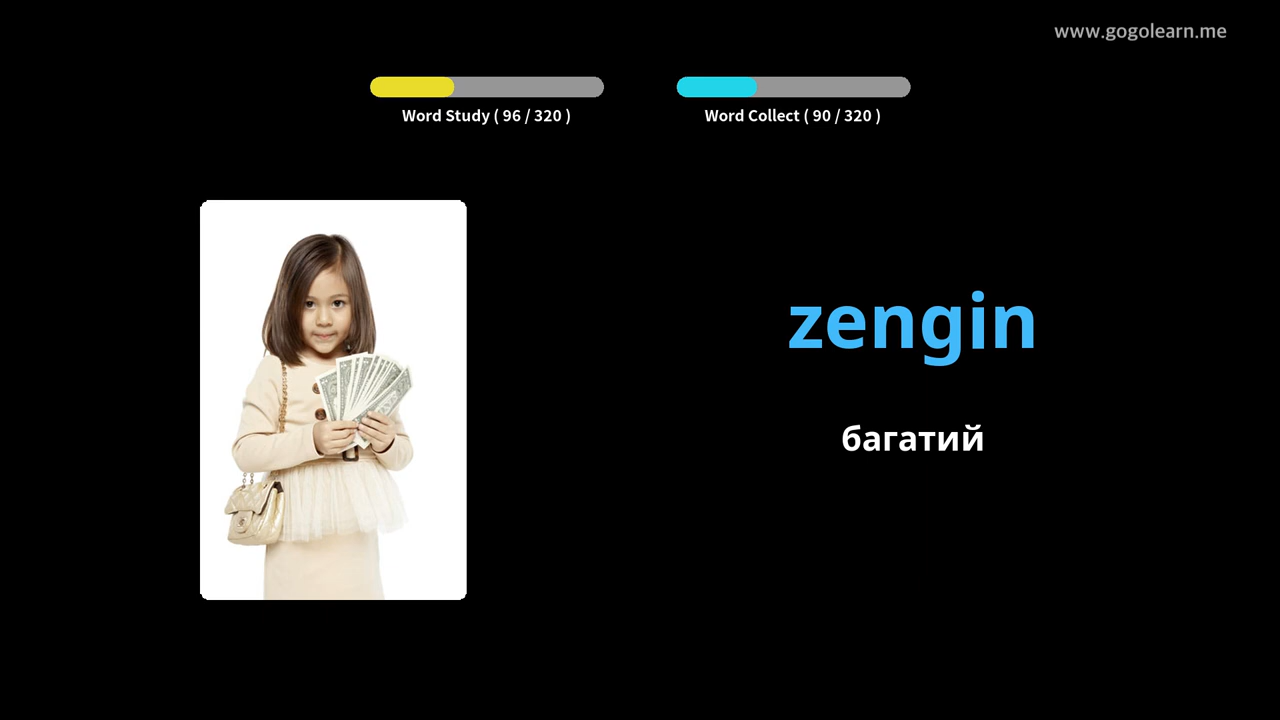 www.gogolearn.me
Word Study ( 96 / 320 )
Word Collect ( 90 / 320 )
zengin
багатий